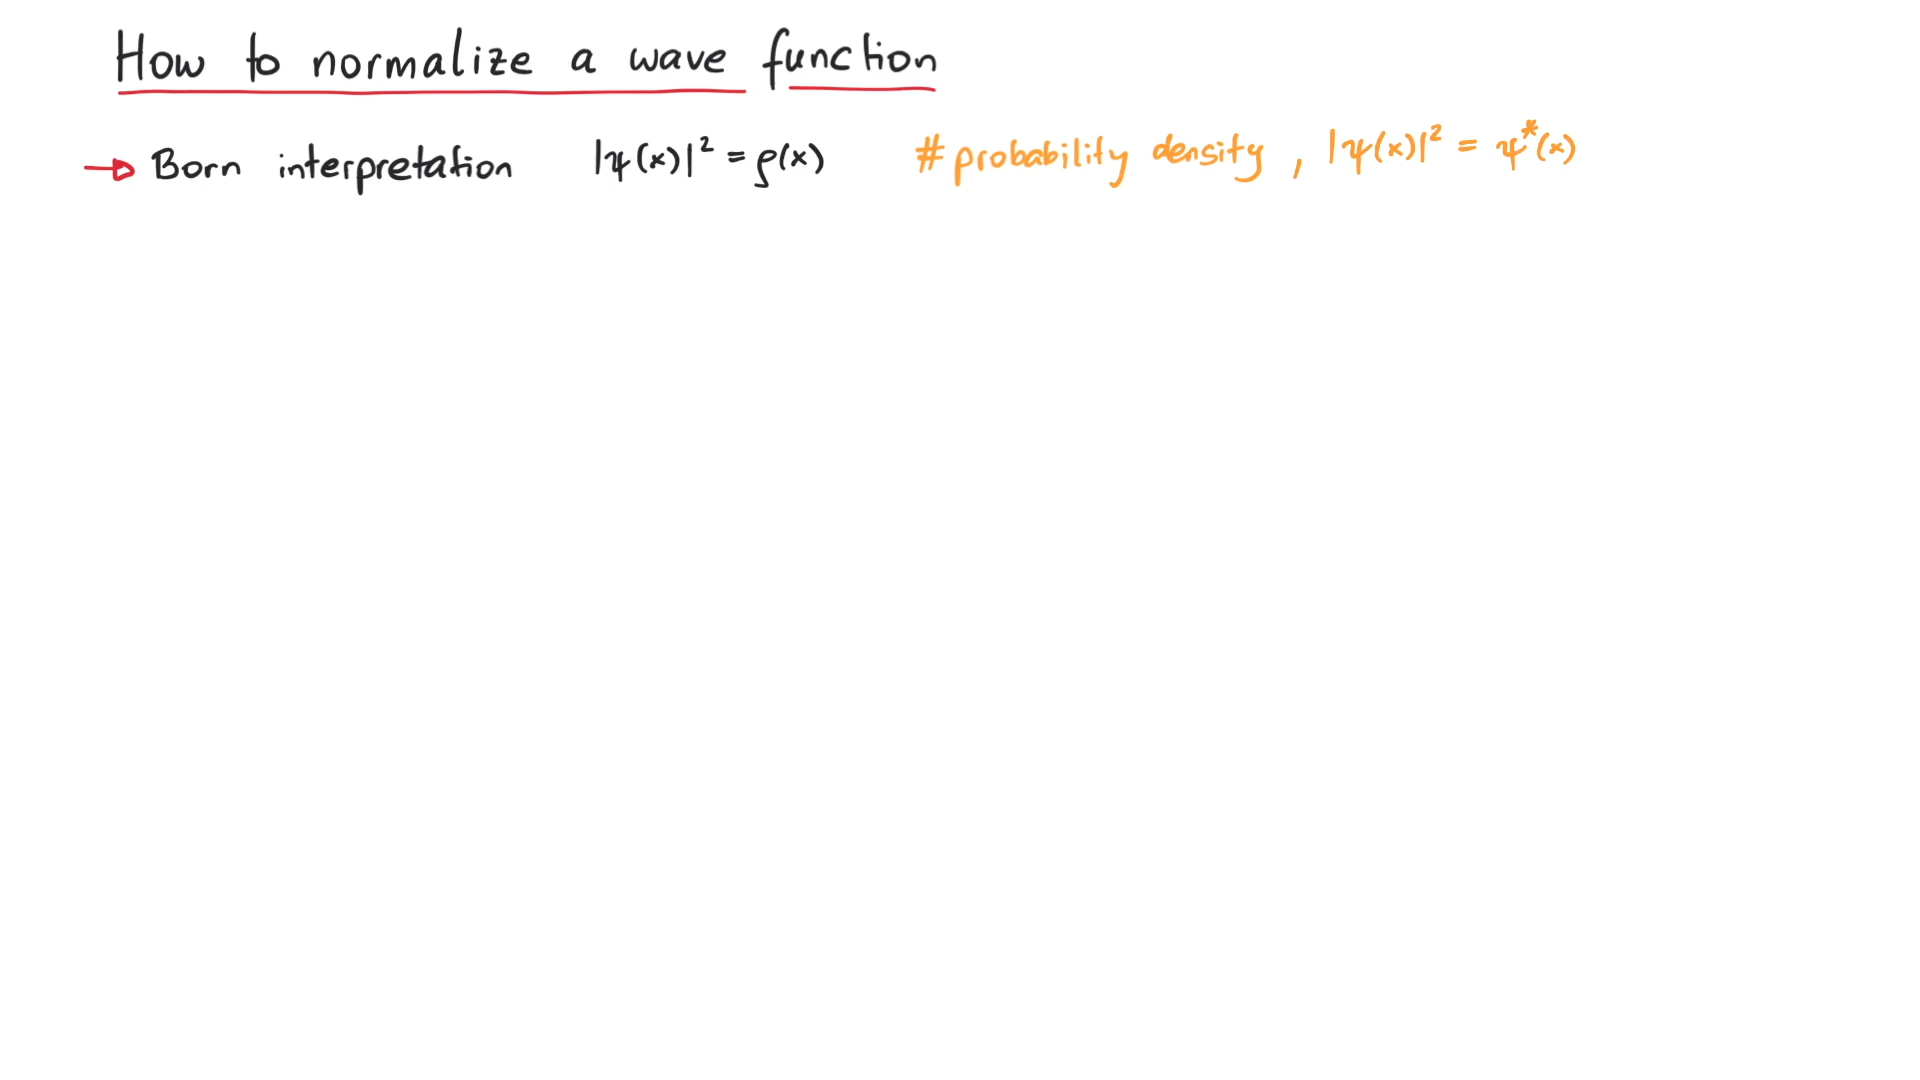 How to normalize a wave function
Born interpretation |ψ(x)|² = ρ(x) #probability density , |ψ(x)|² = ψ*(x)